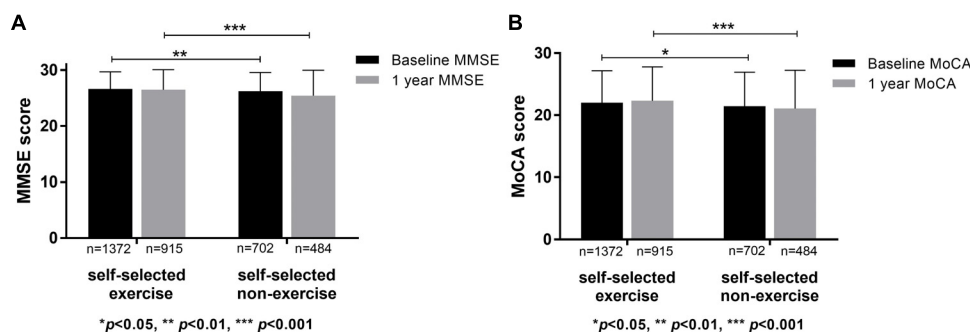 A
***
**
Baseline MMSE
1 year MMSE
MMSE score
30
20
10
0
n=1372 n=915 n=702 n=484
self-selected exercise
self-selected non-exercise
*p<0.05, ** p<0.01, *** p<0.001
B
***
*
Baseline MoCA
1 year MoCA
MoCA score
30
20
10
0
n=1372 n=915 n=702 n=484
self-selected exercise
self-selected non-exercise
*p<0.05, ** p<0.01, *** p<0.001